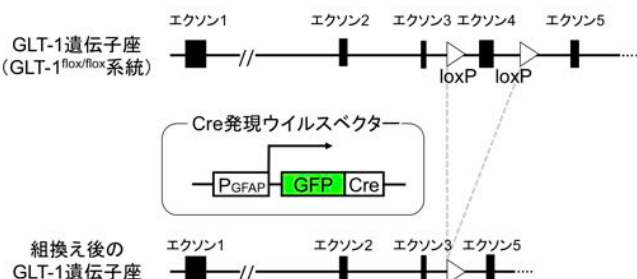 エクソン1 エクソン2 エクソン3 エクソン4 エクソン5
GLT-1遺伝子座
(GLT-1flox/flox系統)
loxP loxP
Cre発現ウイルスベクター
PGFAP GFP Cre
組換え後の
GLT-1遺伝子座
エクソン1 エクソン2 エクソン3 エクソン5